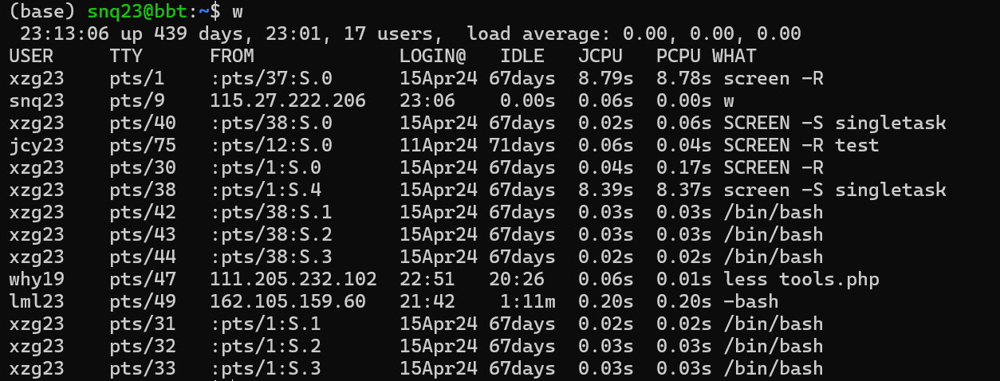 (base) snq23@bbt:~$ w
 23:13:06 up 439 days, 23:01, 17 users,  load average: 0.00, 0.00, 0.00
USER     TTY      FROM             LOGIN@   IDLE   JCPU   PCPU WHAT
xzg23    pts/1    :pts/37:S.0      15Apr24 67days  8.79s  8.78s screen -R
snq23    pts/9    115.27.222.206   23:06    0.00s  0.06s  0.00s w
xzg23    pts/40   :pts/38:S.0      15Apr24 67days  0.02s  0.06s SCREEN -S singletask
jcy23    pts/75   :pts/12:S.0      11Apr24 71days  0.06s  0.04s SCREEN -R test
xzg23    pts/30   :pts/1:S.0       15Apr24 67days  0.04s  0.17s SCREEN -R
xzg23    pts/38   :pts/1:S.4       15Apr24 67days  8.39s  8.37s screen -S singletask
xzg23    pts/42   :pts/38:S.1      15Apr24 67days  0.03s  0.03s /bin/bash
xzg23    pts/43   :pts/38:S.2      15Apr24 67days  0.03s  0.03s /bin/bash
xzg23    pts/44   :pts/38:S.3      15Apr24 67days  0.02s  0.02s /bin/bash
why19    pts/47   111.205.232.102  22:51   20:26   0.06s  0.01s less tools.php
lml23    pts/49   162.105.159.60   21:42    1:11m  0.20s  0.20s -bash
xzg23    pts/31   :pts/1:S.1       15Apr24 67days  0.02s  0.02s /bin/bash
xzg23    pts/32   :pts/1:S.2       15Apr24 67days  0.03s  0.03s /bin/bash
xzg23    pts/33   :pts/1:S.3       15Apr24 67days  0.03s  0.03s /bin/bash